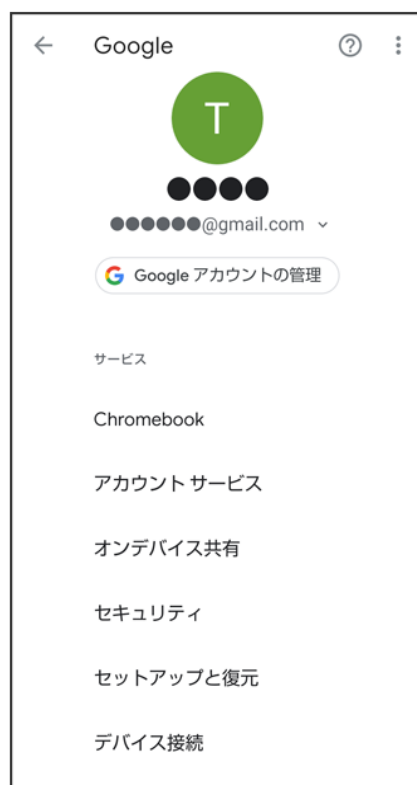 Google
T
●●●●
●●●●●●@gmail.com
Google アカウントの管理
サービス
Chromebook
アカウント サービス
オンデバイス共有
セキュリティ
セットアップと復元
デバイス接続